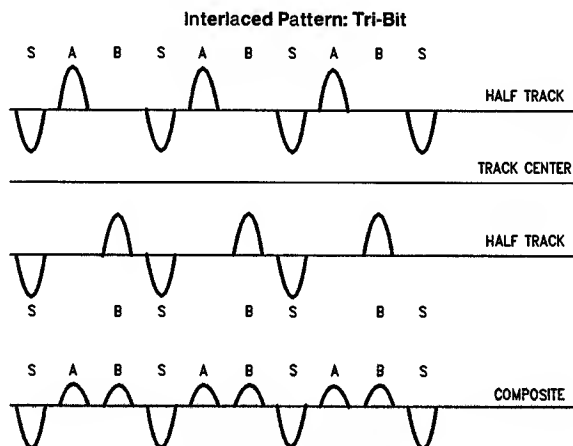 Interlaced Pattern: Tri-Bit
S A B S A B S A B S
HALF TRACK
TRACK CENTER
HALF TRACK
S B S B S B S
S A B S A B S A B S
COMPOSITE